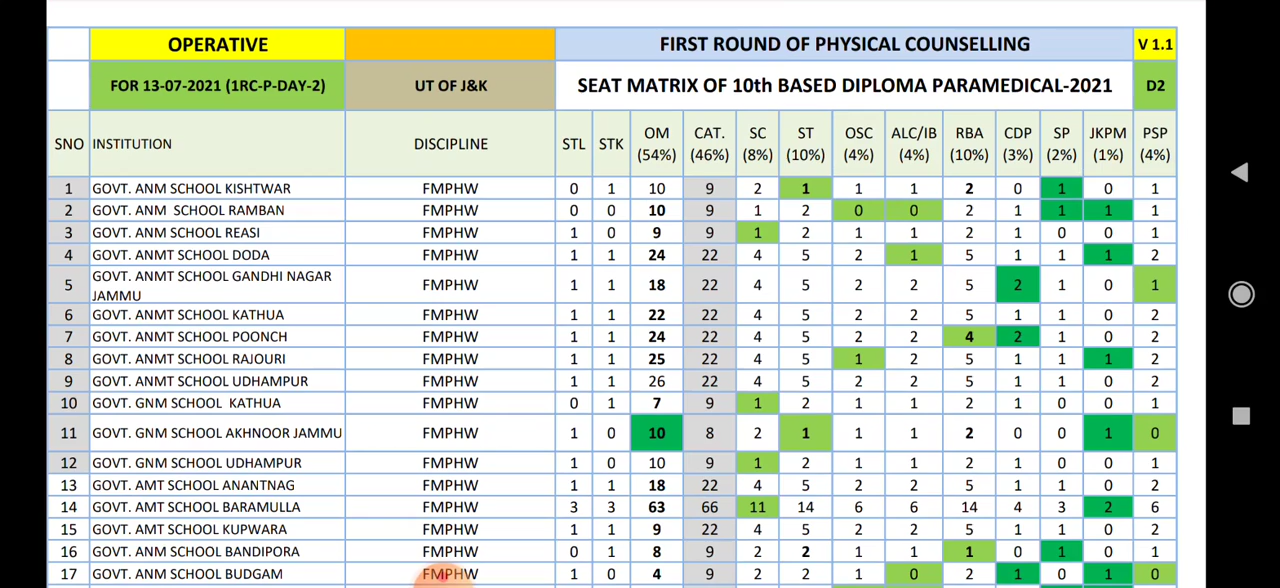 OPERATIVE FIRST ROUND OF PHYSICAL COUNSELLING V 1.1
FOR 13-07-2021 (1RC-P-DAY-2) UT OF J&K SEAT MATRIX OF 10th BASED DIPLOMA PARAMEDICAL-2021 D2
SNO INSTITUTION DISCIPLINE STL STK OM (54%) CAT. (46%) SC (8%) ST (10%) OSC (4%) ALC/IB (4%) RBA (10%) CDP (3%) SP (2%) JKPM (1%) PSP (4%)
1 GOVT. ANM SCHOOL KISHTWAR FMPHW 0 1 10 9 2 1 1 1 2 0 1 0 1
2 GOVT. ANM SCHOOL RAMBAN FMPHW 0 0 10 9 1 2 0 0 2 1 1 1 1
3 GOVT. ANM SCHOOL REASI FMPHW 1 0 9 9 1 2 1 1 2 1 0 0 1
4 GOVT. ANMT SCHOOL DODA FMPHW 1 1 24 22 4 5 2 1 5 1 1 1 2
5 GOVT. ANMT SCHOOL GANDHI NAGAR JAMMU FMPHW 1 1 18 22 4 5 2 2 5 2 1 0 1
6 GOVT. ANMT SCHOOL KATHUA FMPHW 1 1 22 22 4 5 2 2 5 1 1 0 2
7 GOVT. ANMT SCHOOL POONCH FMPHW 1 1 24 22 4 5 2 2 4 2 1 0 2
8 GOVT. ANMT SCHOOL RAJOURI FMPHW 1 1 25 22 4 5 1 2 5 1 1 1 2
9 GOVT. ANMT SCHOOL UDHAMPUR FMPHW 1 1 26 22 4 5 2 2 5 1 1 0 2
10 GOVT. GNM SCHOOL KATHUA FMPHW 0 1 7 9 1 2 1 1 2 1 0 0 1
11 GOVT. GNM SCHOOL AKHNOOR JAMMU FMPHW 1 0 10 8 2 1 1 1 2 0 0 1 0
12 GOVT. GNM SCHOOL UDHAMPUR FMPHW 1 0 10 9 1 2 1 1 2 1 0 0 1
13 GOVT. AMT SCHOOL ANANTNAG FMPHW 1 0 18 22 4 5 2 2 5 1 1 0 2
14 GOVT. AMT SCHOOL BARAMULLA FMPHW 3 3 63 66 11 14 6 6 14 4 3 2 6
15 GOVT. AMT SCHOOL KUPWARA FMPHW 1 1 9 22 4 5 2 2 5 1 1 0 2
16 GOVT. ANM SCHOOL BANDIPORA FMPHW 0 1 8 9 2 2 1 1 1 0 1 0 1
17 GOVT. ANM SCHOOL BUDGAM FMPHW 1 0 4 9 2 2 1 0 2 1 0 1 0